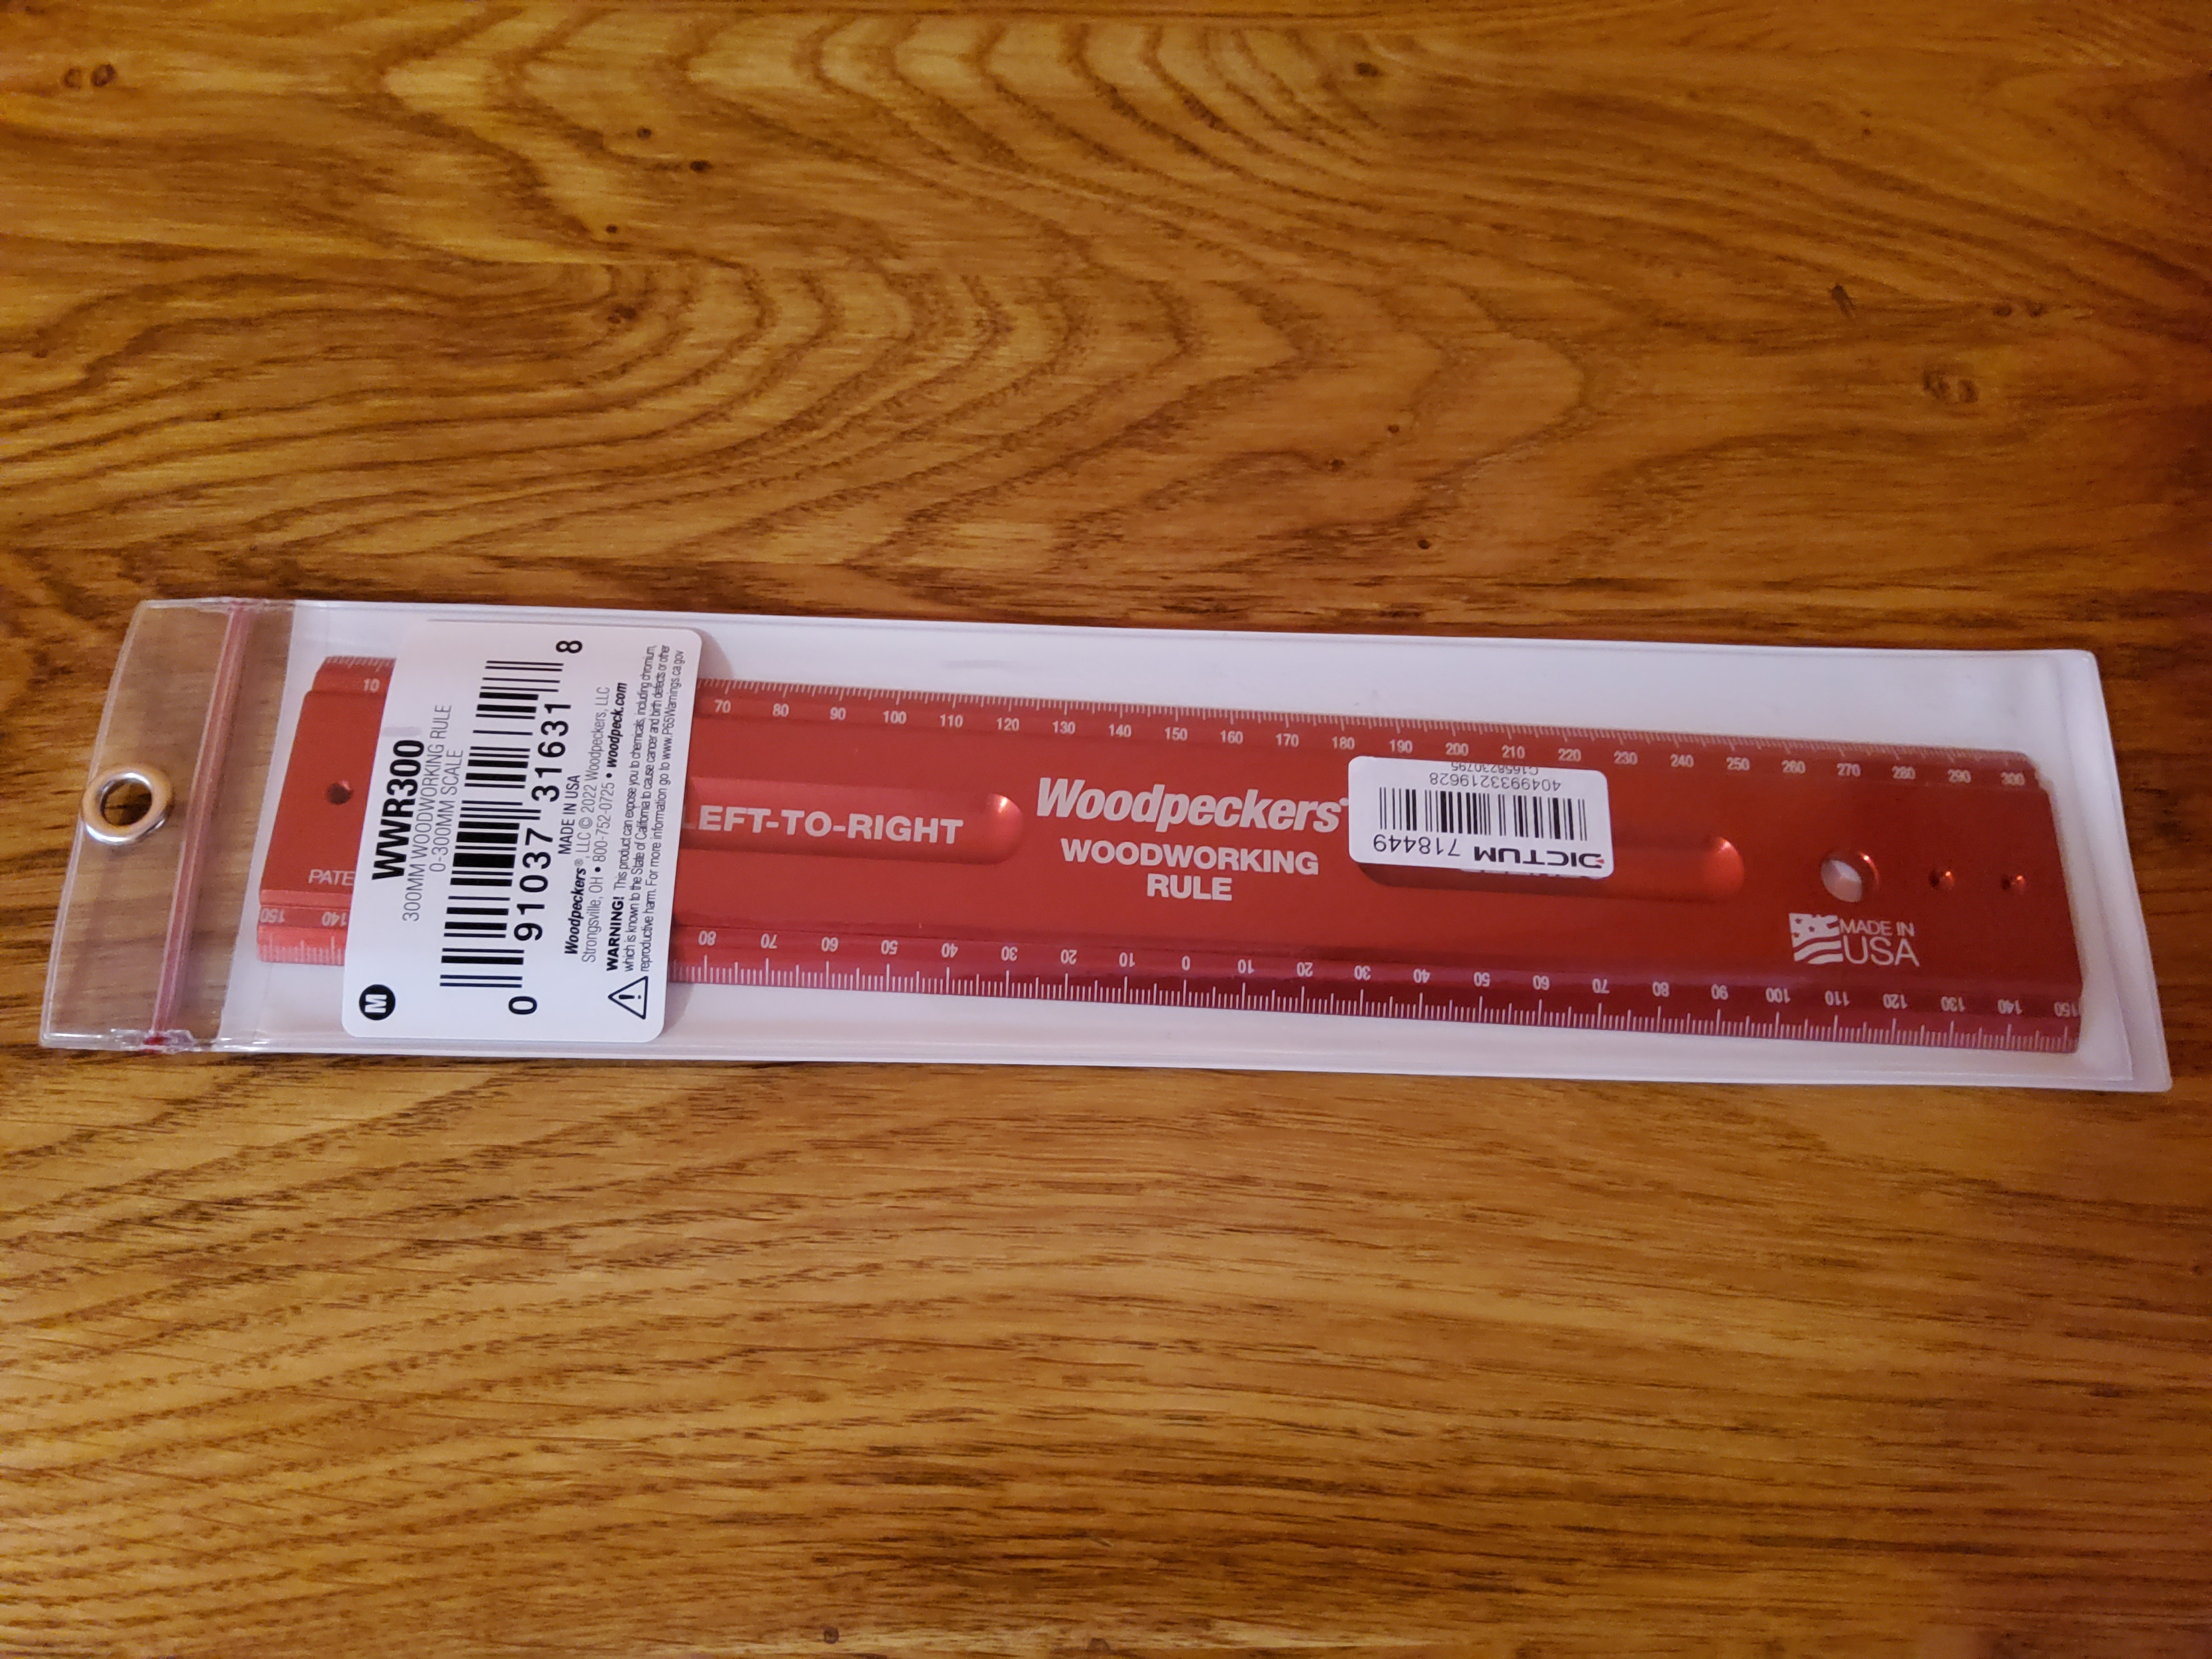 WWR300
300MM WOODWORKING RULE
0-300MM SCALE
0 91037 31631 8
MADE IN USA
Woodpeckers®, LLC © 2022 Woodpeckers, LLC
Strongsville, OH • 800-752-0725 • woodpeck.com
WARNING! This product can expose you to chemicals, including chromium,
which is known to the State of California to cause cancer and birth defects or other
reproductive harm. For more information go to www.P65Warnings.ca.gov
M
10
70 80 90 100 110 120 130 140 150 160 170 180 190 200 210 220 230 240 250 260 270 280 290 300
PATE
EFT-TO-RIGHT
Woodpeckers®
WOODWORKING
RULE
DICTUM 718449
4049933219628
G1658230795
MADE IN
USA
150 140
80 70 60 50 40 30 20 10 0 10 20 30 40 50 60 70 80 90 100 110 120 130 140 150